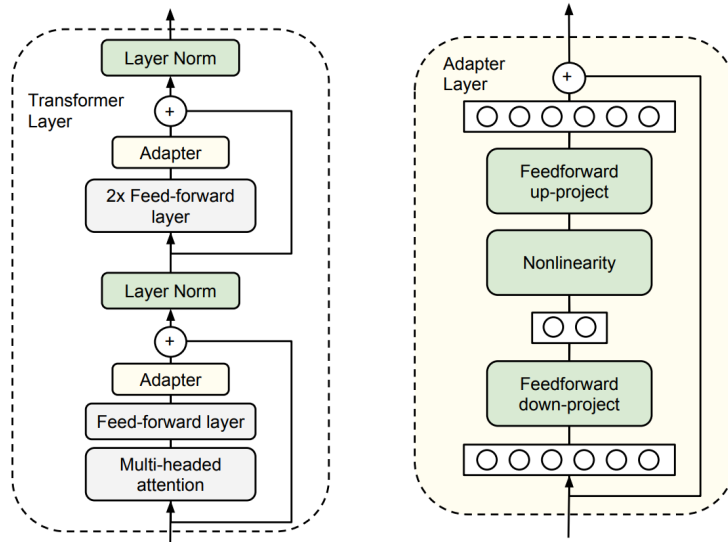 Layer Norm
Transformer
Layer
+
Adapter
2x Feed-forward
layer
Layer Norm
+
Adapter
Feed-forward layer
Multi-headed
attention
Adapter
Layer
+
Feedforward
up-project
Nonlinearity
Feedforward
down-project